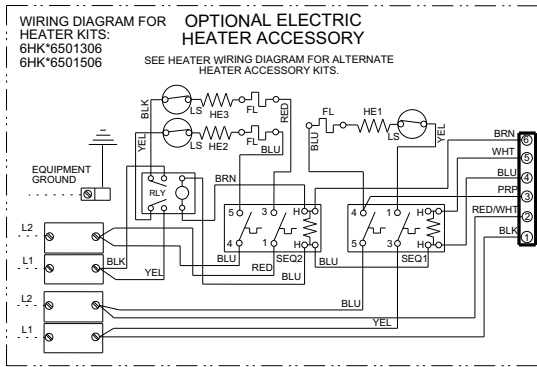 WIRING DIAGRAM FOR
HEATER KITS:
6HK*6501306
6HK*6501506
OPTIONAL ELECTRIC
HEATER ACCESSORY
SEE HEATER WIRING DIAGRAM FOR ALTERNATE
HEATER ACCESSORY KITS.
BLK
LS
HE3
FL
RED
FL
HE1
LS
YEL
YEL
LS
HE2
FL
BLU
BLU
BRN
6
WHT
5
BLU
4
PRP
3
RED/WHT
2
BLK
1
EQUIPMENT
GROUND
RLY
BRN
5
3
H
4
1
H
4
1
H
5
3
H
L2
L1
BLK
YEL
BLU
RED
SEQ2
BLU
BLU
SEQ1
L2
L1
BLU
YEL